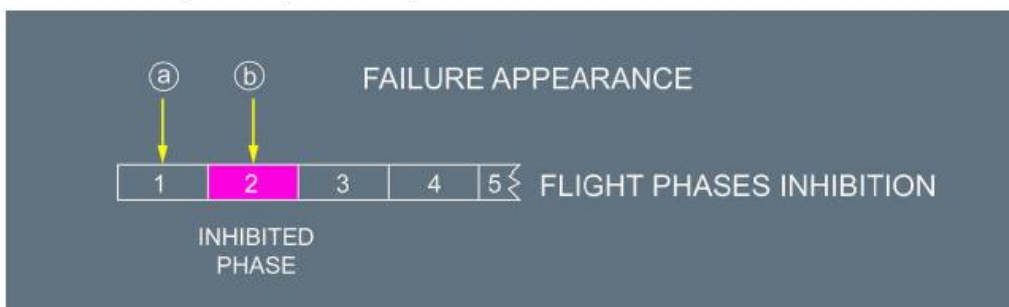 ⓐ ⓑ FAILURE APPEARANCE
1 2 3 4 5 FLIGHT PHASES INHIBITION
INHIBITED
PHASE